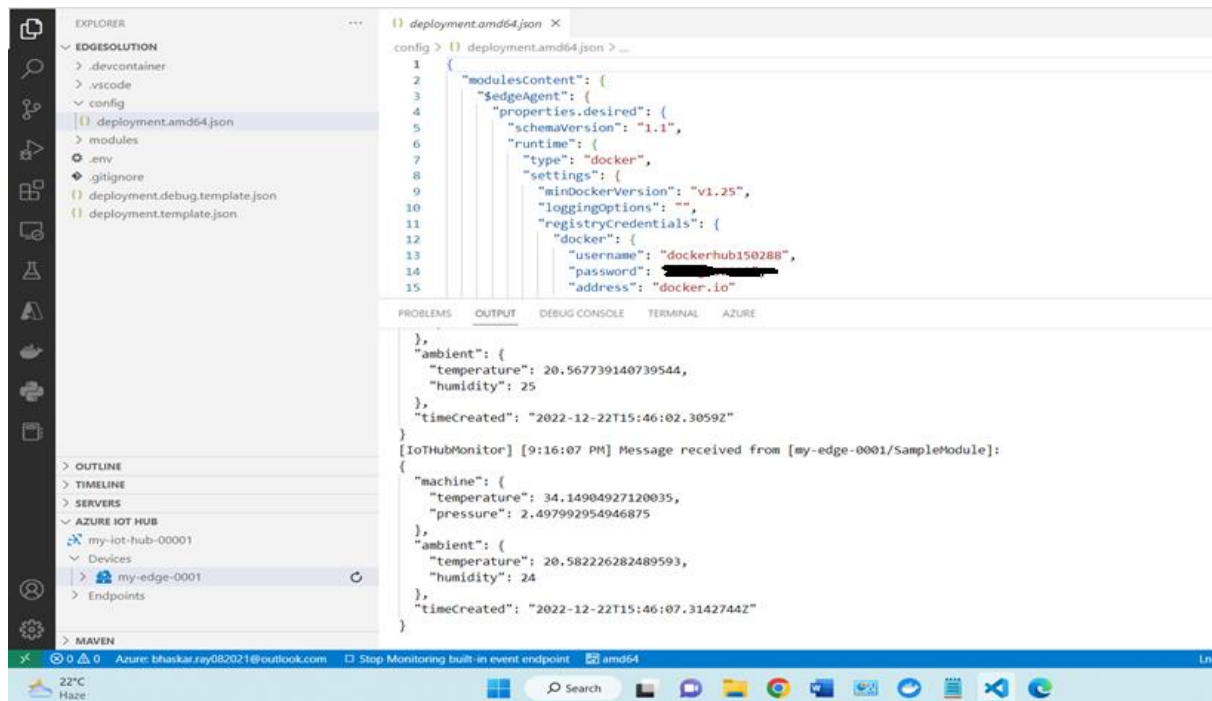 EXPLORER
EDGESOLUTION
.devcontainer
.vscode
config
{} deployment.amd64.json
modules
.env
.gitignore
{} deployment.debug.template.json
{} deployment.template.json
OUTLINE
TIMELINE
SERVERS
AZURE IOT HUB
my-iot-hub-00001
Devices
my-edge-0001
Endpoints
MAVEN
{} deployment.amd64.json
config > {} deployment.amd64.json > ...
1 {
2 "modulesContent": {
3 "$edgeAgent": {
4 "properties.desired": {
5 "schemaVersion": "1.1",
6 "runtime": {
7 "type": "docker",
8 "settings": {
9 "minDockerVersion": "v1.25",
10 "loggingOptions": "",
11 "registryCredentials": {
12 "docker": {
13 "username": "dockerhub150288",
14 "password":
15 "address": "docker.io"
PROBLEMS OUTPUT DEBUG CONSOLE TERMINAL AZURE
},
"ambient": {
"temperature": 20.567739140739544,
"humidity": 25
},
"timeCreated": "2022-12-22T15:46:02.3059Z"
}
[IoTHubMonitor] [9:16:07 PM] Message received from [my-edge-0001/SampleModule]:
{
"machine": {
"temperature": 34.14904927120035,
"pressure": 2.497992954946875
},
"ambient": {
"temperature": 20.582226282489593,
"humidity": 24
},
"timeCreated": "2022-12-22T15:46:07.3142744Z"
}
0 0 Azure: bhaskar.ray082021@outlook.com Stop Monitoring built-in event endpoint amd64 Ln
22°C
Haze
Search